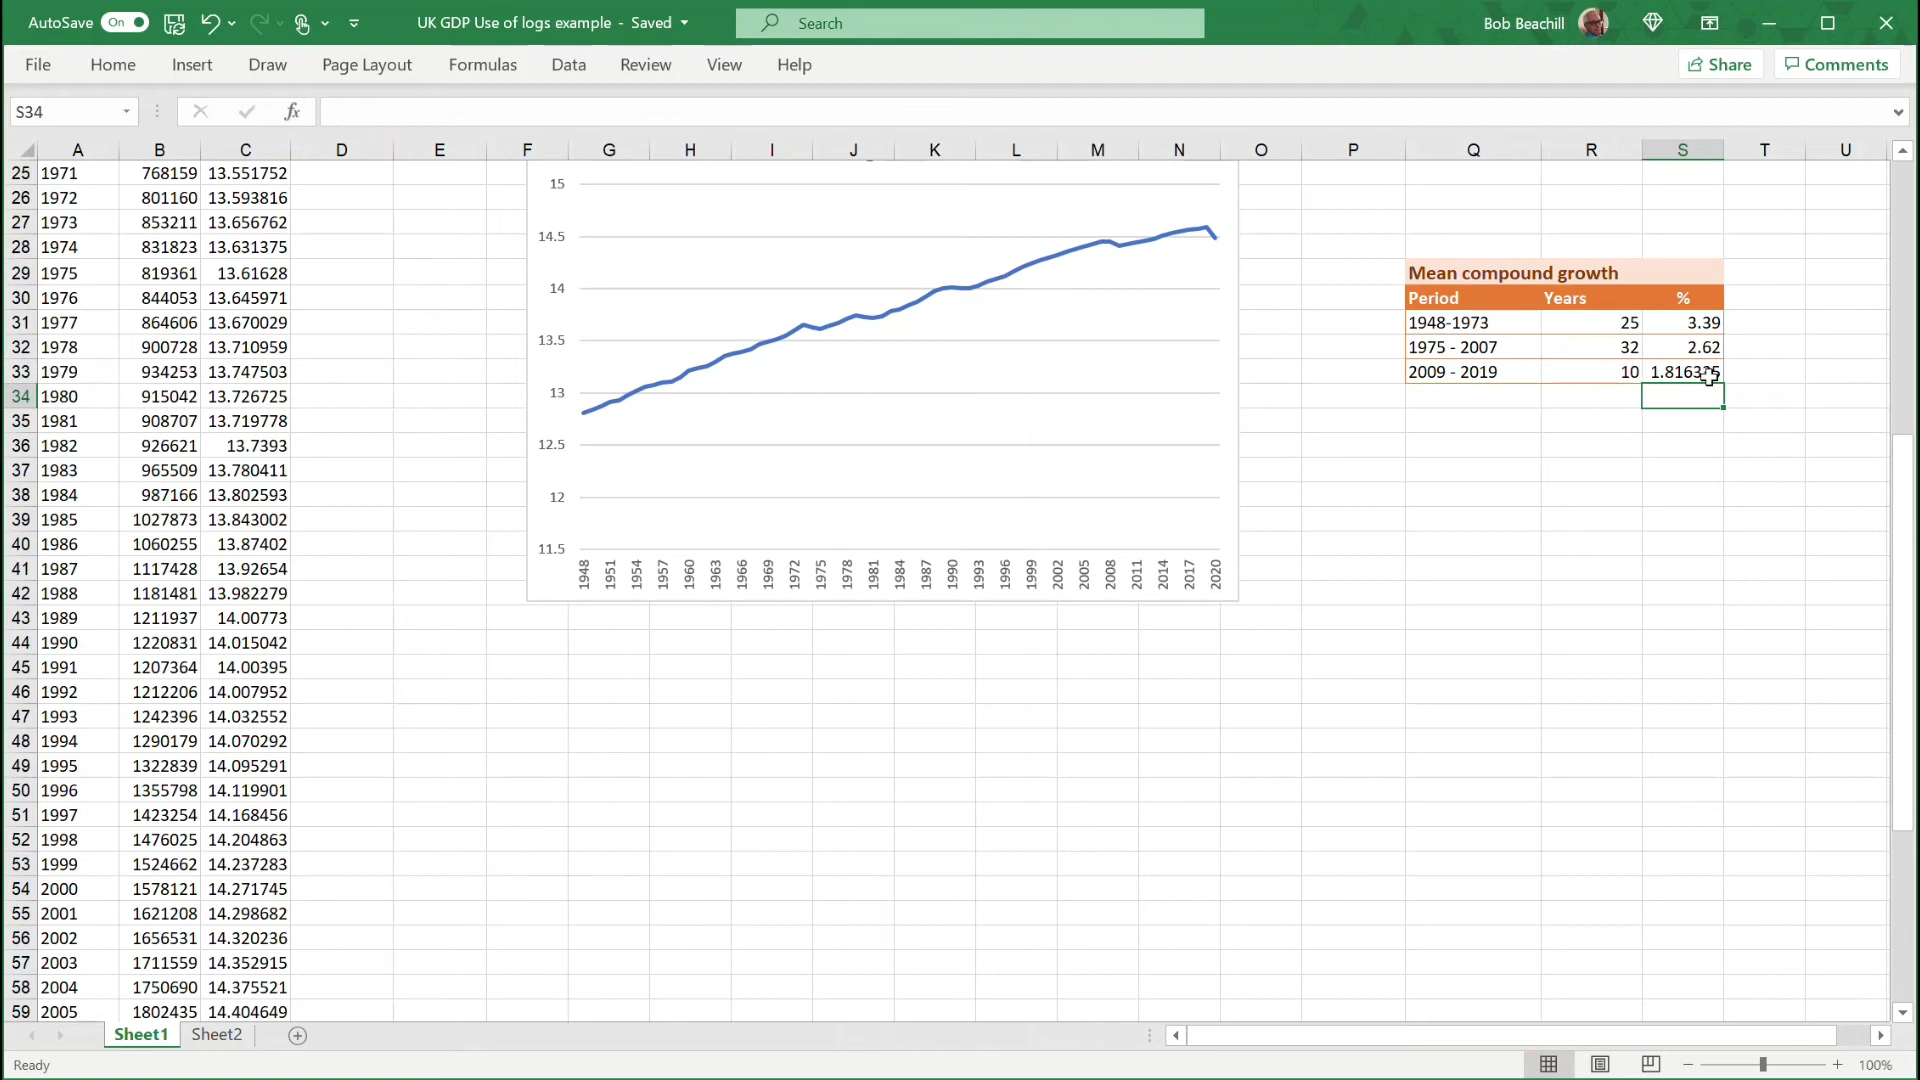 AutoSave On UK GDP Use of logs example - Saved Search Bob Beachill
File Home Insert Draw Page Layout Formulas Data Review View Help Share Comments
S34 fx
A B C D E F G H I J K L M N O P Q R S T U
25 1971 768159 13.551752
26 1972 801160 13.593816
27 1973 853211 13.656762
28 1974 831823 13.631375
29 1975 819361 13.61628
30 1976 844053 13.645971
31 1977 864606 13.670029
32 1978 900728 13.710959
33 1979 934253 13.747503
34 1980 915042 13.726725
35 1981 908707 13.719778
36 1982 926621 13.7393
37 1983 965509 13.780411
38 1984 987166 13.802593
39 1985 1027873 13.843002
40 1986 1060255 13.87402
41 1987 1117428 13.92654
42 1988 1181481 13.982279
43 1989 1211937 14.00773
44 1990 1220831 14.015042
45 1991 1207364 14.00395
46 1992 1212206 14.007952
47 1993 1242396 14.032552
48 1994 1290179 14.070292
49 1995 1322839 14.095291
50 1996 1355798 14.119901
51 1997 1423254 14.168456
52 1998 1476025 14.204863
53 1999 1524662 14.237283
54 2000 1578121 14.271745
55 2001 1621208 14.298682
56 2002 1656531 14.320236
57 2003 1711559 14.352915
58 2004 1750690 14.375521
59 2005 1802435 14.404649
15
14.5
14
13.5
13
12.5
12
11.5
1948 1951 1954 1957 1960 1963 1966 1969 1972 1975 1978 1981 1984 1987 1990 1993 1996 1999 2002 2005 2008 2011 2014 2017 2020
Mean compound growth
Period Years %
1948-1973 25 3.39
1975 - 2007 32 2.62
2009 - 2019 10
Sheet1 Sheet2
Ready 100%